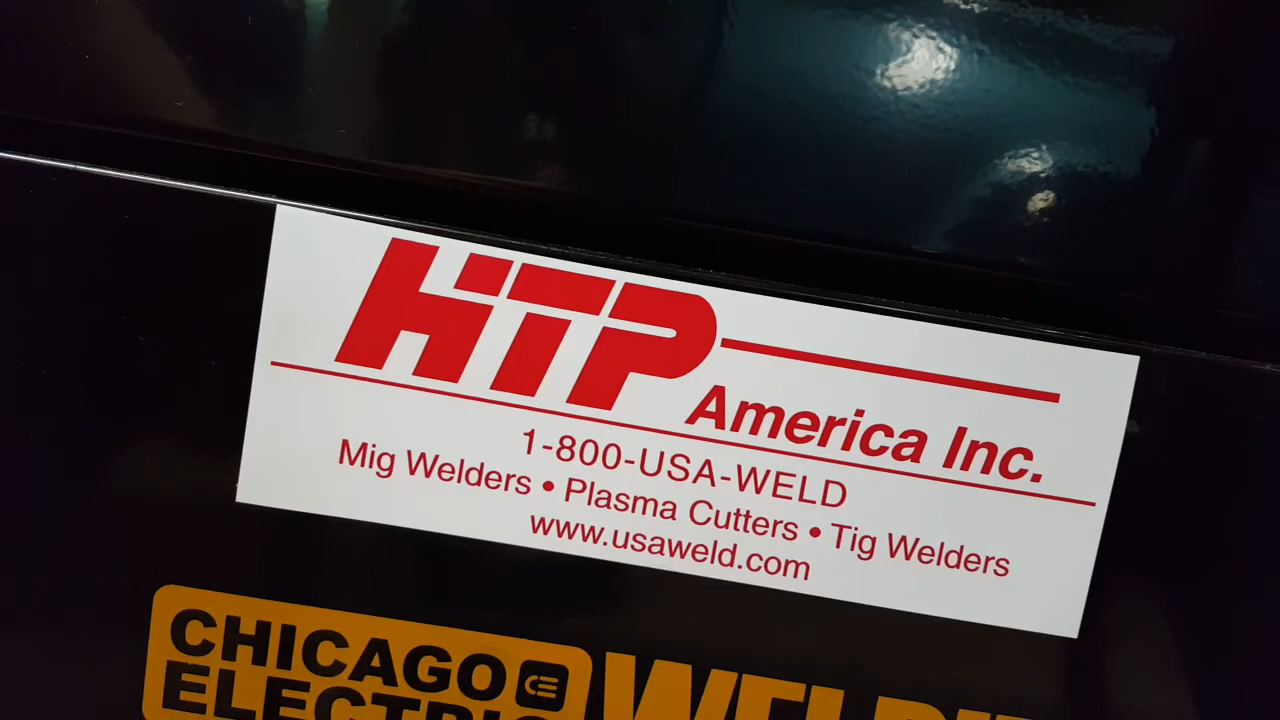 HTP
America Inc.
1-800-USA-WELD
Mig Welders • Plasma Cutters • Tig Welders
www.usaweld.com
CHICAGO
ELECTRIC